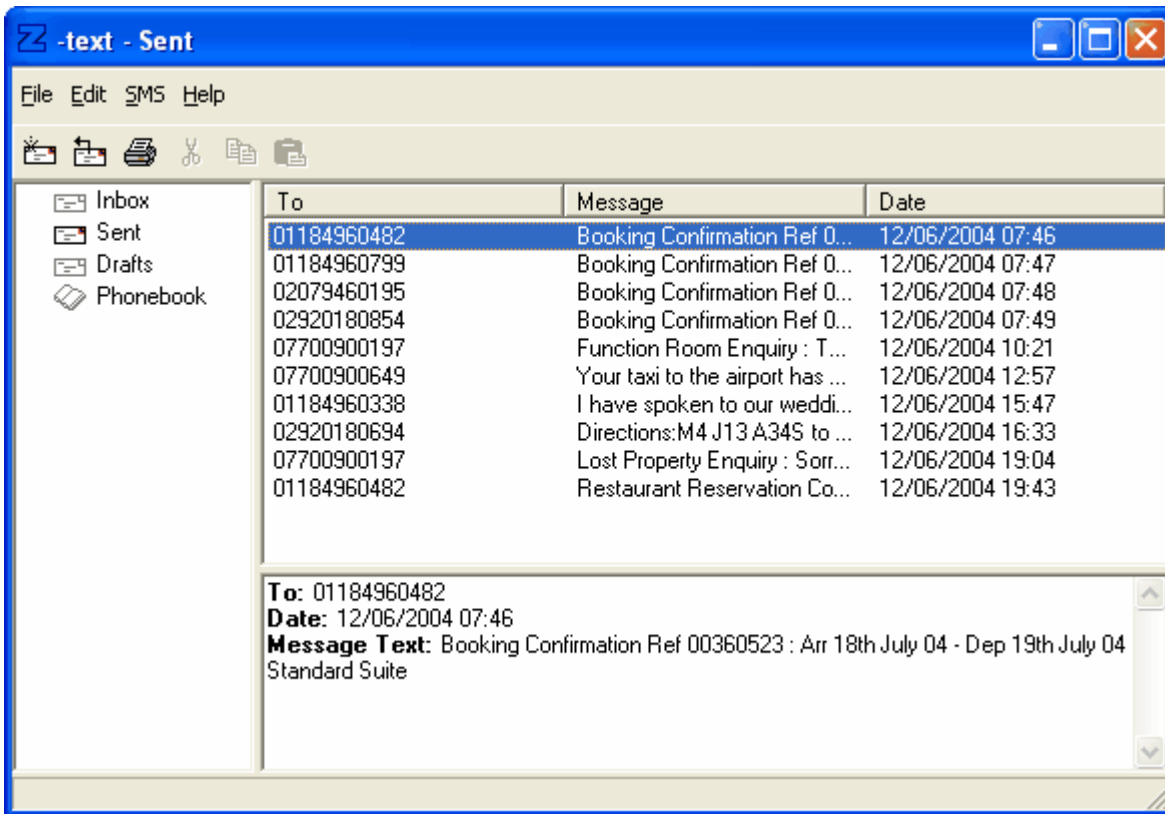 Z -text - Sent
File Edit SMS Help
Inbox
Sent
Drafts
Phonebook
To Message Date
01184960482 Booking Confirmation Ref 0... 12/06/2004 07:46
01184960799 Booking Confirmation Ref 0... 12/06/2004 07:47
02079460195 Booking Confirmation Ref 0... 12/06/2004 07:48
02920180854 Booking Confirmation Ref 0... 12/06/2004 07:49
07700900197 Function Room Enquiry : T... 12/06/2004 10:21
07700900649 Your taxi to the airport has ... 12/06/2004 12:57
01184960338 I have spoken to our weddi... 12/06/2004 15:47
02920180694 Directions:M4 J13 A34S to ... 12/06/2004 16:33
07700900197 Lost Property Enquiry : Sorr... 12/06/2004 19:04
01184960482 Restaurant Reservation Co... 12/06/2004 19:43
To: 01184960482
Date: 12/06/2004 07:46
Message Text: Booking Confirmation Ref 00360523 : Arr 18th July 04 - Dep 19th July 04
Standard Suite